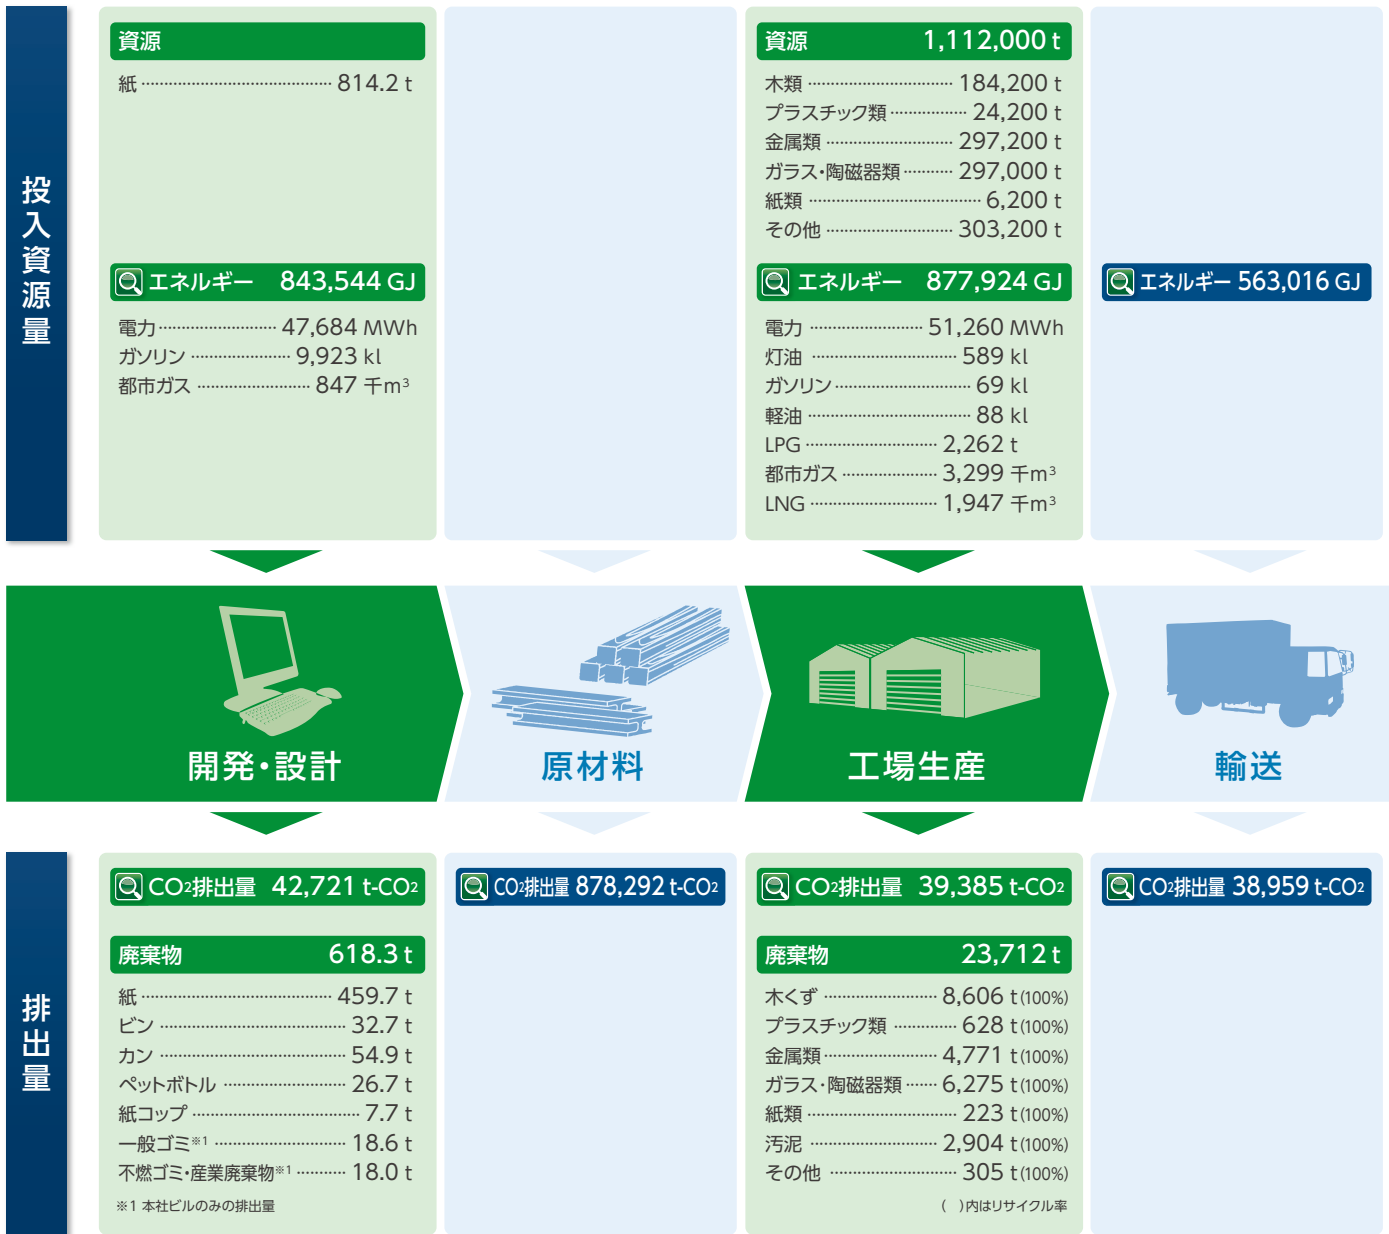 投入資源量
資源
紙 814.2 t
エネルギー 843,544 GJ
電力 47,684 MWh
ガソリン 9,923 kl
都市ガス 847 千m³
資源 1,112,000 t
木類 184,200 t
プラスチック類 24,200 t
金属類 297,200 t
ガラス・陶磁器類 297,000 t
紙類 6,200 t
その他 303,200 t
エネルギー 877,924 GJ
電力 51,260 MWh
灯油 589 kl
ガソリン 69 kl
軽油 88 kl
LPG 2,262 t
都市ガス 3,299 千m³
LNG 1,947 千m³
エネルギー 563,016 GJ
開発・設計
原材料
工場生産
輸送
排出量
CO2排出量 42,721 t-CO2
廃棄物 618.3 t
紙 459.7 t
ビン 32.7 t
カン 54.9 t
ペットボトル 26.7 t
紙コップ 7.7 t
一般ゴミ※1 18.6 t
不燃ゴミ・産業廃棄物※1 18.0 t
※1 本社ビルのみの排出量
CO2排出量 878,292 t-CO2
CO2排出量 39,385 t-CO2
廃棄物 23,712 t
木くず 8,606 t(100%)
プラスチック類 628 t(100%)
金属類 4,771 t(100%)
ガラス・陶磁器類 6,275 t(100%)
紙類 223 t(100%)
汚泥 2,904 t(100%)
その他 305 t(100%)
( )内はリサイクル率
CO2排出量 38,959 t-CO2